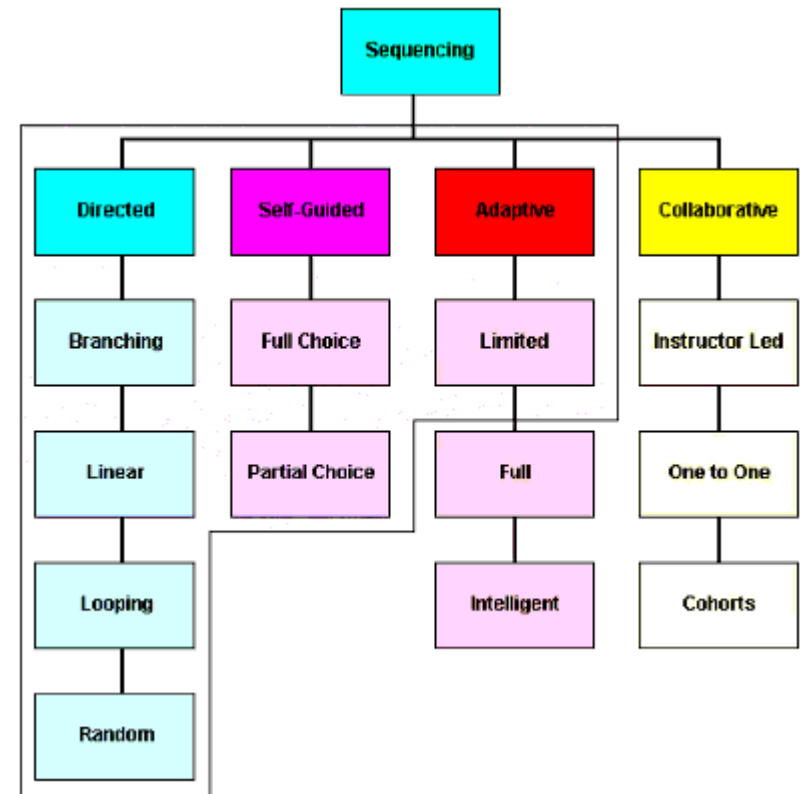 Sequencing
Directed
Self-Guided
Adaptive
Collaborative
Branching
Full Choice
Limited
Instructor Led
Linear
Partial Choice
Full
One to One
Looping
Intelligent
Cohorts
Random